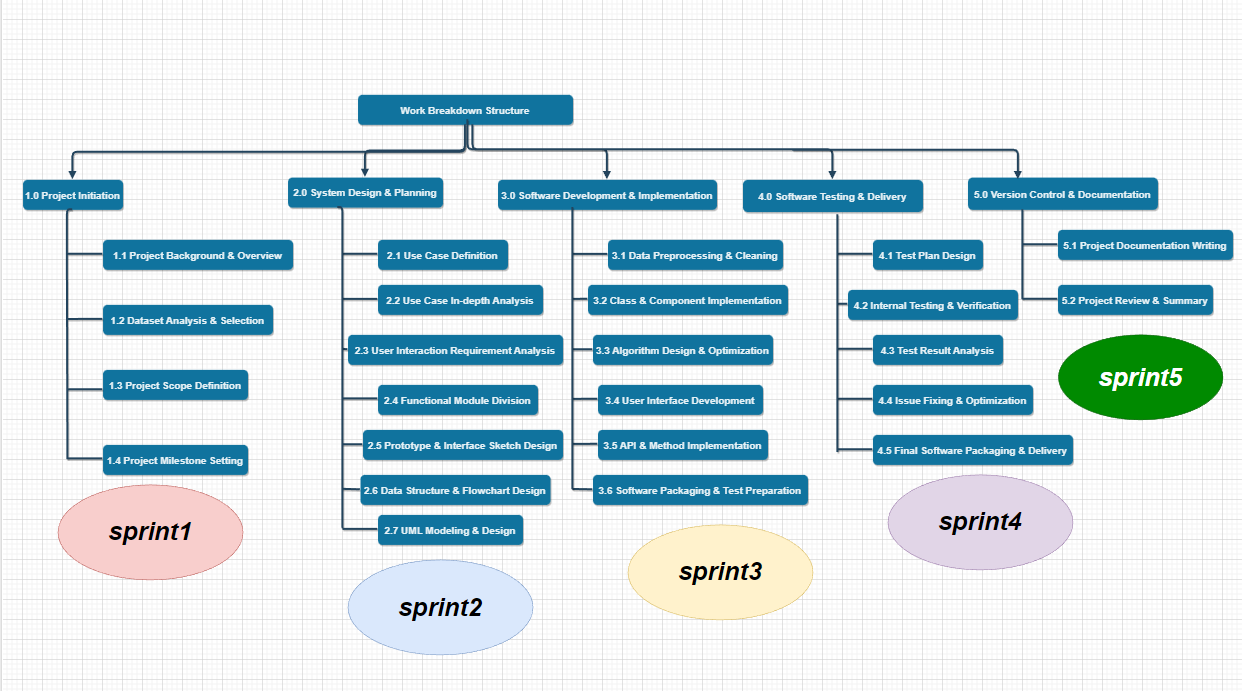 Work Breakdown Structure
1.0 Project Initiation
1.1 Project Background & Overview
1.2 Dataset Analysis & Selection
1.3 Project Scope Definition
1.4 Project Milestone Setting
sprint1
2.0 System Design & Planning
2.1 Use Case Definition
2.2 Use Case In-depth Analysis
2.3 User Interaction Requirement Analysis
2.4 Functional Module Division
2.5 Prototype & Interface Sketch Design
2.6 Data Structure & Flowchart Design
2.7 UML Modeling & Design
sprint2
3.0 Software Development & Implementation
3.1 Data Preprocessing & Cleaning
3.2 Class & Component Implementation
3.3 Algorithm Design & Optimization
3.4 User Interface Development
3.5 API & Method Implementation
3.6 Software Packaging & Test Preparation
sprint3
4.0 Software Testing & Delivery
4.1 Test Plan Design
4.2 Internal Testing & Verification
4.3 Test Result Analysis
4.4 Issue Fixing & Optimization
4.5 Final Software Packaging & Delivery
sprint4
5.0 Version Control & Documentation
5.1 Project Documentation Writing
5.2 Project Review & Summary
sprint5